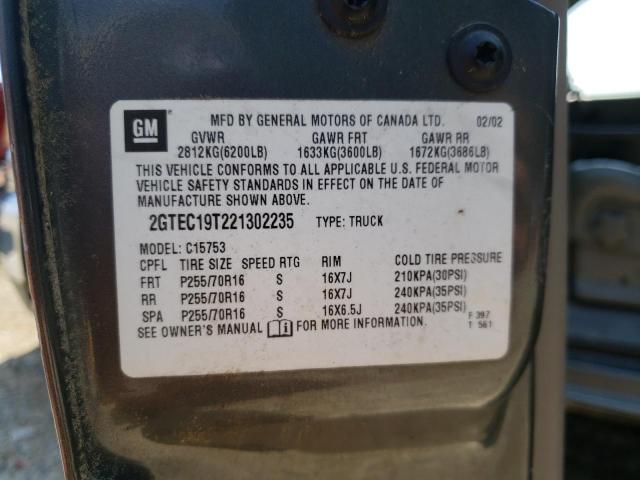 GM
MFD BY GENERAL MOTORS OF CANADA LTD. 02/02
GVWR GAWR FRT GAWR RR
2812KG(6200LB) 1633KG(3600LB) 1672KG(3686LB)
THIS VEHICLE CONFORMS TO ALL APPLICABLE U.S. FEDERAL MOTOR
VEHICLE SAFETY STANDARDS IN EFFECT ON THE DATE OF
MANUFACTURE SHOWN ABOVE.
2GTEC19T221302235 TYPE: TRUCK
MODEL: C15753
CPFL TIRE SIZE SPEED RTG RIM COLD TIRE PRESSURE
FRT P255/70R16 S 16X7J 210KPA(30PSI)
RR P255/70R16 S 16X7J 240KPA(35PSI)
SPA P255/70R16 S 16X6.5J 240KPA(35PSI)
SEE OWNER'S MANUAL FOR MORE INFORMATION.
F 397
T 561